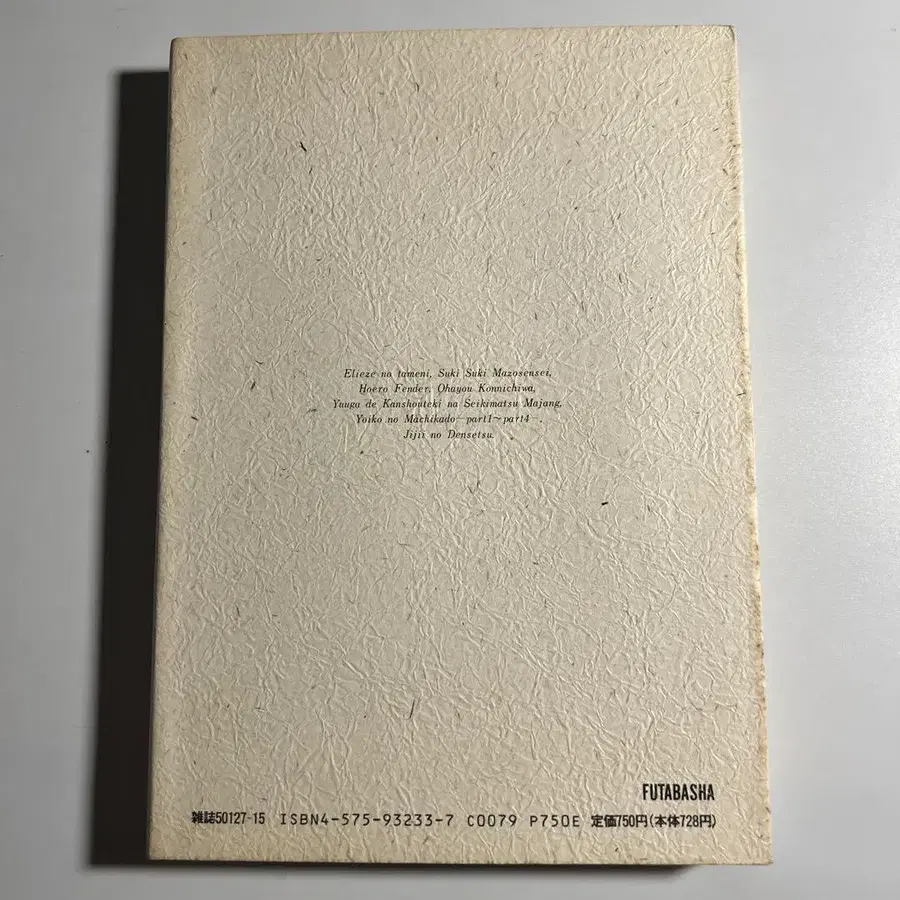 Elieze no tameni, Suki Suki Mazosensei,
Hoero Fender, Ohayou Konnichiwa,
Yuuga de Kanshouteki na Seikimatsu Majang,
Yoiko no Machikado－part1〜part4－,
Jijii no Densetsu.
FUTABASHA
雑誌50127-15 ISBN4-575-93233-7 C0079 P750E 定価750円(本体728円)